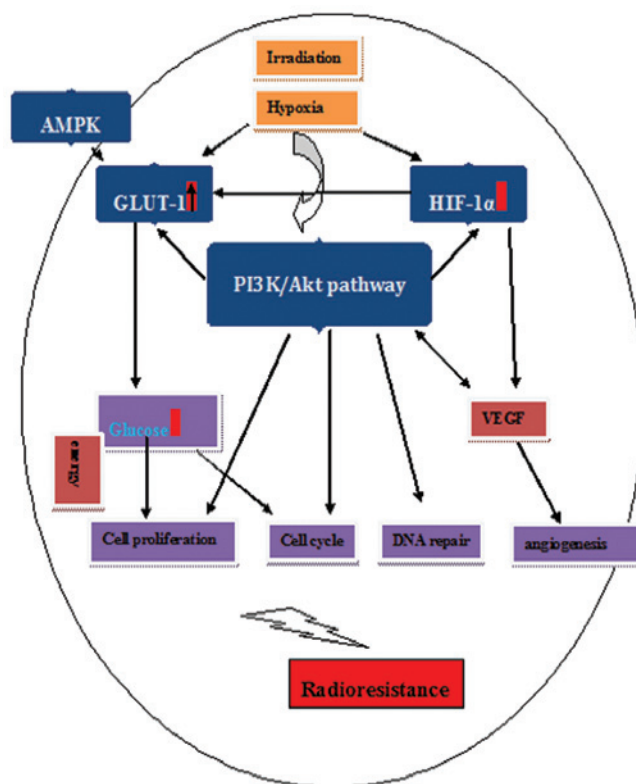 Irradiation
Hypoxia
AMPK
GLUT-1
HIF-1α
PI3K/Akt pathway
Glucose
VEGF
energy
Cell proliferation
Cell cycle
DNA repair
angiogenesis
Radioresistance